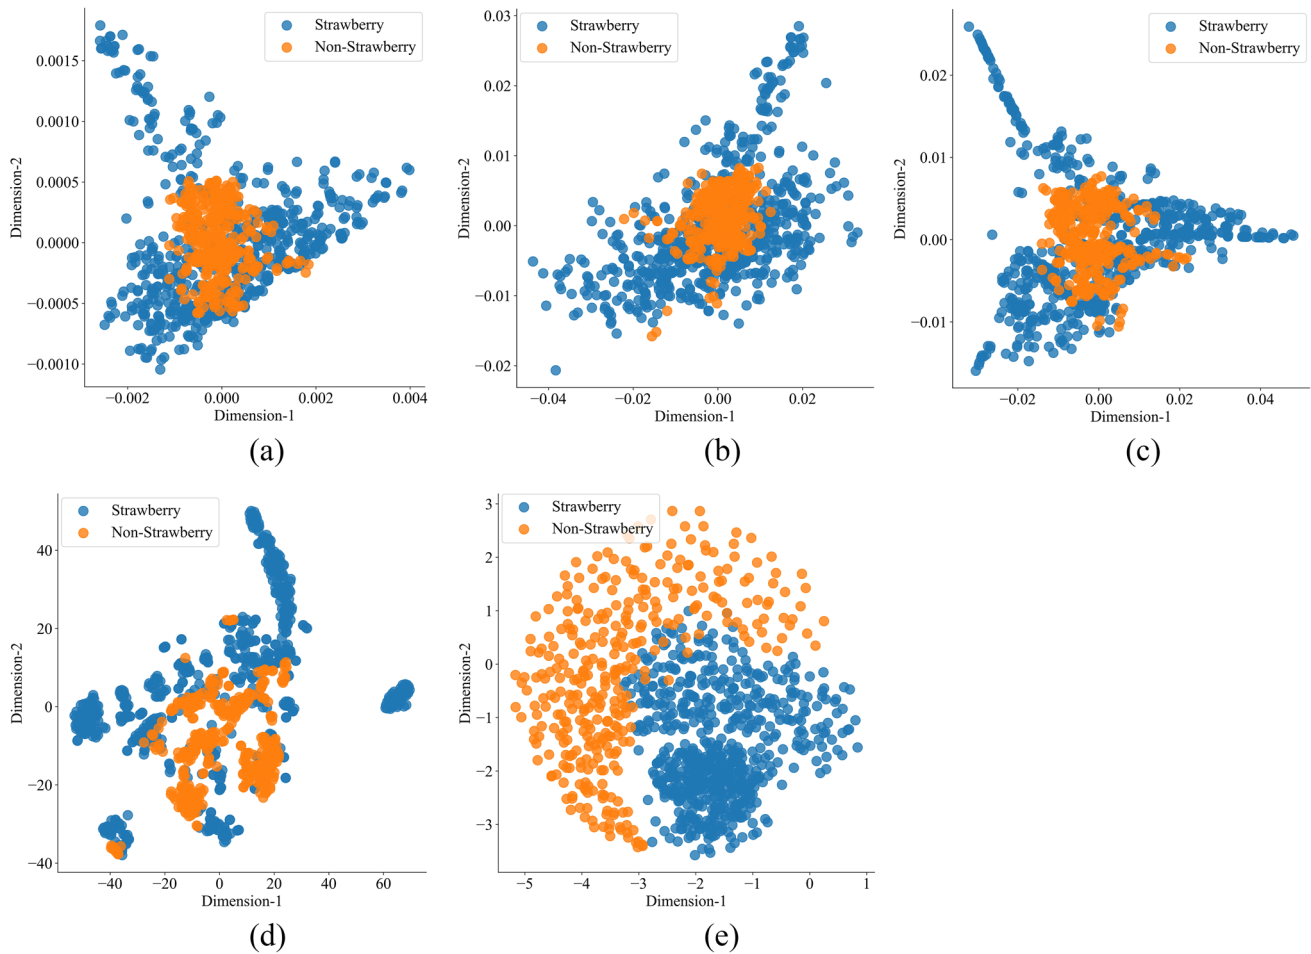 Strawberry
Non-Strawberry
0.0015
0.0010
0.0005
0.0000
−0.0005
−0.0010
Dimension-2
−0.002 0.000 0.002 0.004
Dimension-1
(a)
Strawberry
Non-Strawberry
0.03
0.02
0.01
0.00
−0.01
−0.02
Dimension-2
−0.04 −0.02 0.00 0.02
Dimension-1
(b)
Strawberry
Non-Strawberry
0.02
0.01
0.00
−0.01
Dimension-2
−0.02 0.00 0.02 0.04
Dimension-1
(c)
Strawberry
Non-Strawberry
40
20
0
−20
−40
Dimension-2
−40 −20 0 20 40 60
Dimension-1
(d)
Strawberry
Non-Strawberry
3
2
1
0
−1
−2
−3
Dimension-2
−5 −4 −3 −2 −1 0 1
Dimension-1
(e)